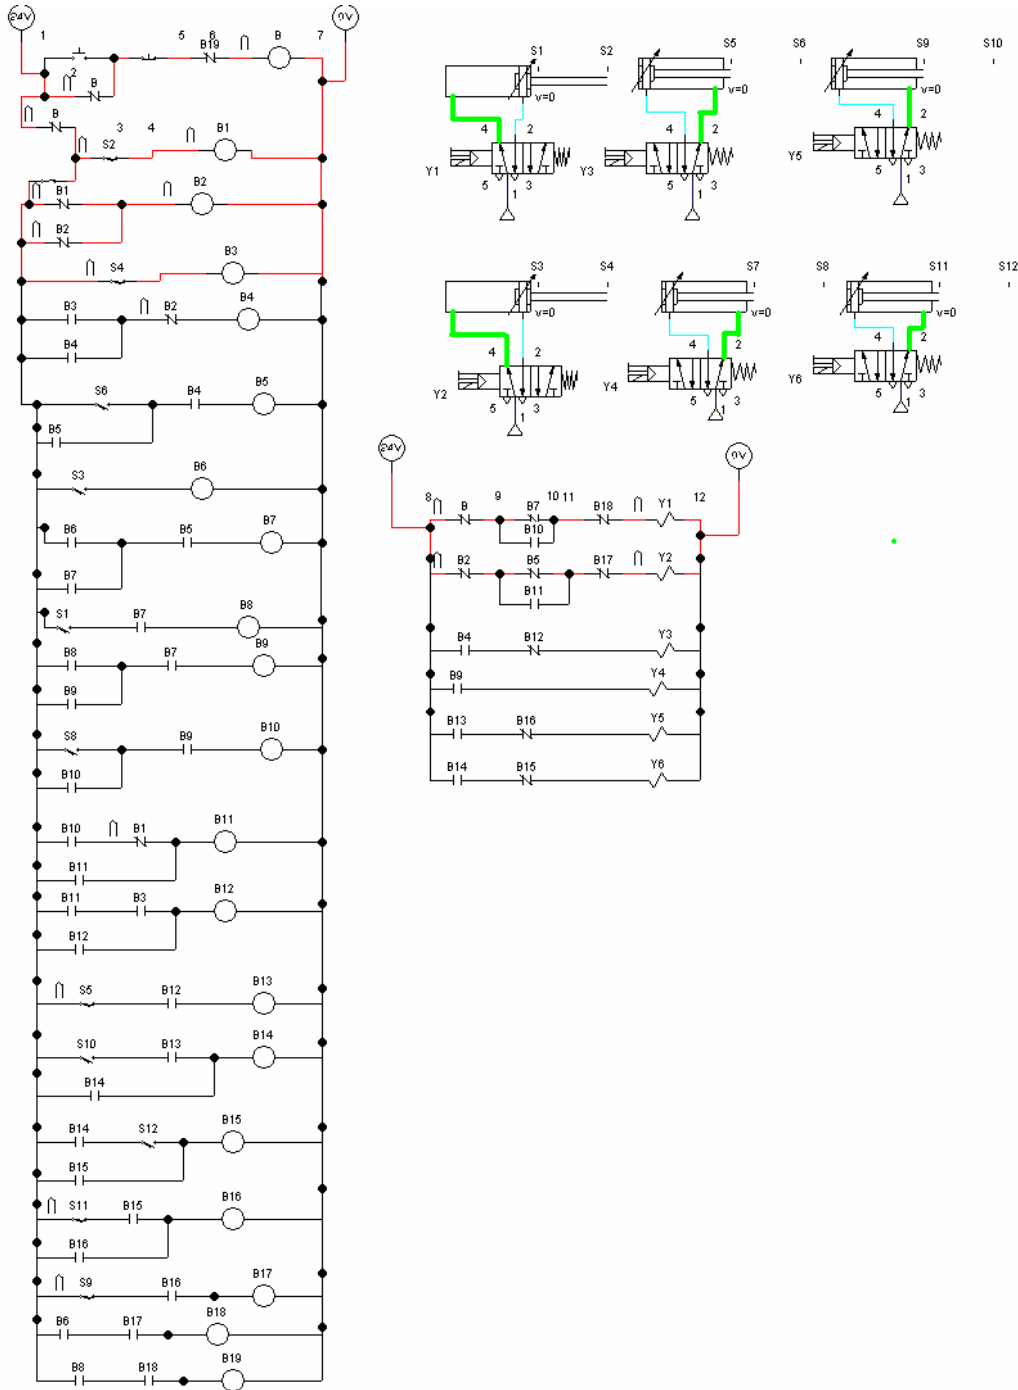 24V 0V
1 5 6 7
B19 B
2
B
B
3 4 B1
S2
B1 B2
B2
S4 B3
B3 B2 B4
B4
S6 B4 B5
B5
S3 B6
B6 B5 B7
B7
S1 B7 B8
B8 B7 B9
B9
S8 B9 B10
B10
B10 B1 B11
B11
B11 B3 B12
B12
S5 B12 B13
S10 B13 B14
B14
B14 S12 B15
B15
S11 B15 B16
B16
S9 B16 B17
B6 B17 B18
B8 B18 B19
S1 S2 S5 S6 S9 S10
v=0 v=0 v=0
4 2 4 2 4 2
Y1 Y3 Y5
5 3 5 3 5 3
1 1 1
S3 S4 S7 S8 S11 S12
v=0 v=0 v=0
4 2 4 2 4 2
Y2 Y4 Y6
5 3 5 3 5 3
1 1 1
24V 0V
8 9 10 11 12
B B7 B18 Y1
B10
B2 B5 B17 Y2
B11
B4 B12 Y3
B9 Y4
B13 B16 Y5
B14 B15 Y6